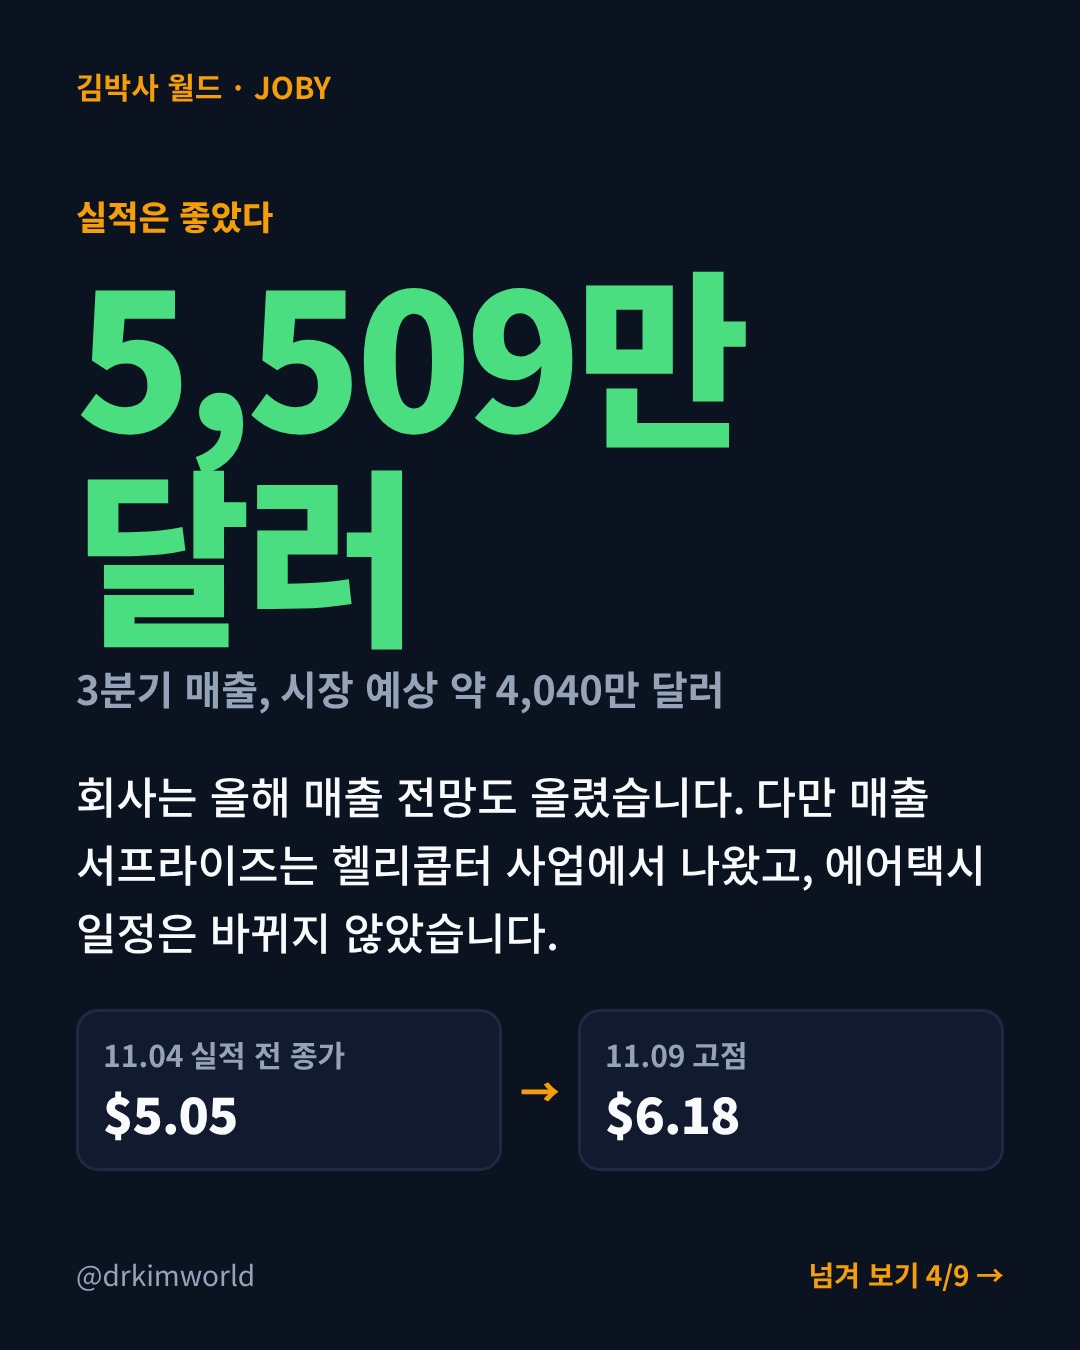 김박사 월드 · JOBY
실적은 좋았다
5,509만
달러
3분기 매출, 시장 예상 약 4,040만 달러
회사는 올해 매출 전망도 올렸습니다. 다만 매출
서프라이즈는 헬리콥터 사업에서 나왔고, 에어택시
일정은 바뀌지 않았습니다.
11.04 실적 전 종가
$5.05
→
11.09 고점
$6.18
@drkimworld
넘겨 보기 4/9 →